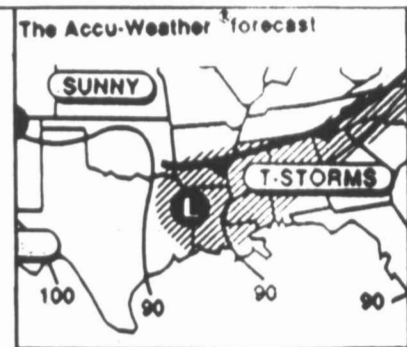 The Accu-Weather forecast
SUNNY
T-STORMS
L
100
90
90
90